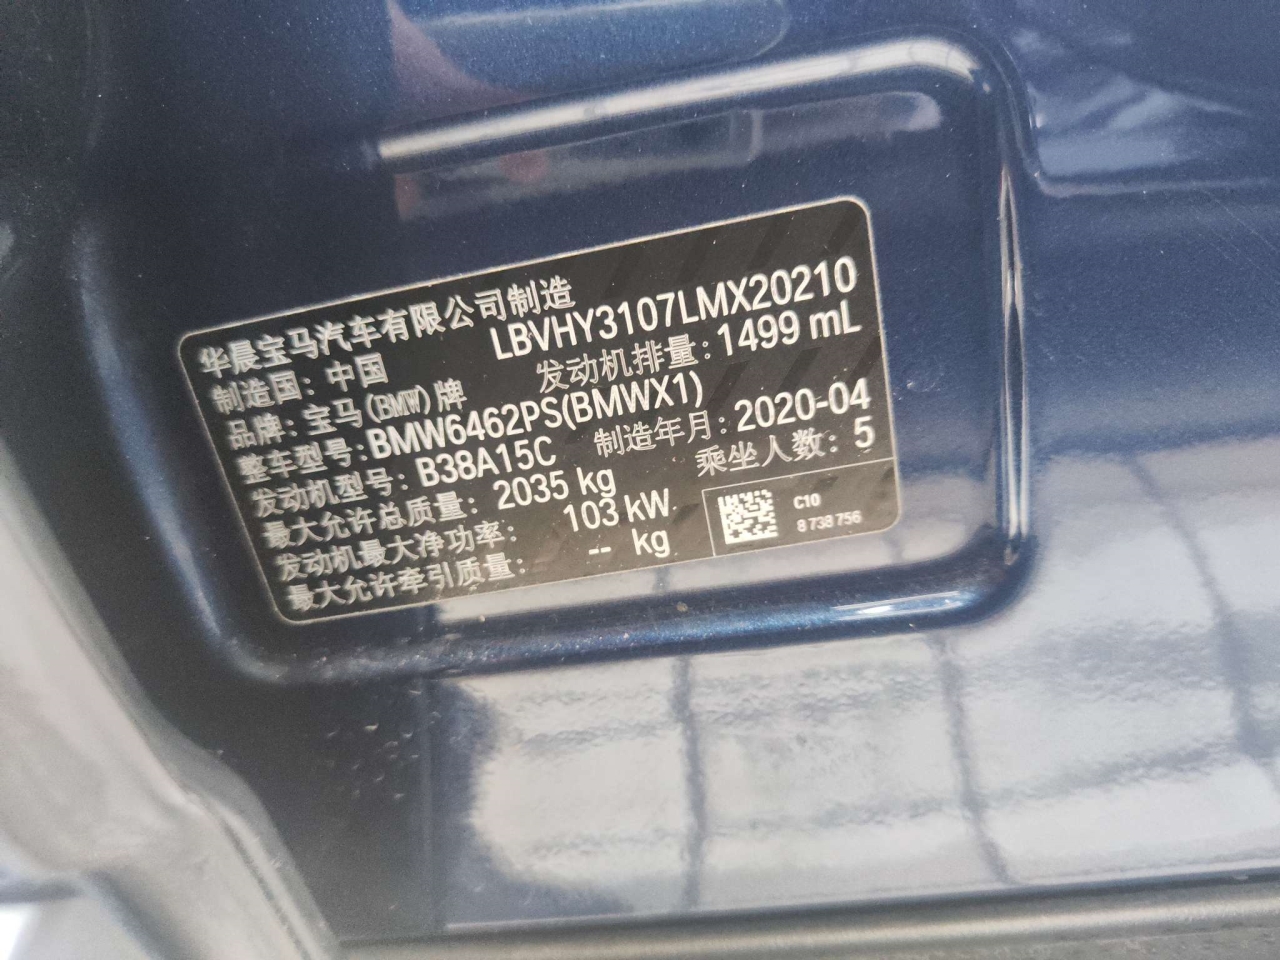 华晨宝马汽车有限公司制造
制造国：中国 LBVHY3107LMX20210
品牌：宝马(BMW)牌 发动机排量：1499 mL
整车型号：BMW6462PS(BMWX1)
发动机型号：B38A15C 制造年月：2020-04
最大允许总质量：2035 kg 乘坐人数：5
发动机最大净功率：103 kW
最大允许牵引质量：-- kg
C10
8 738 756